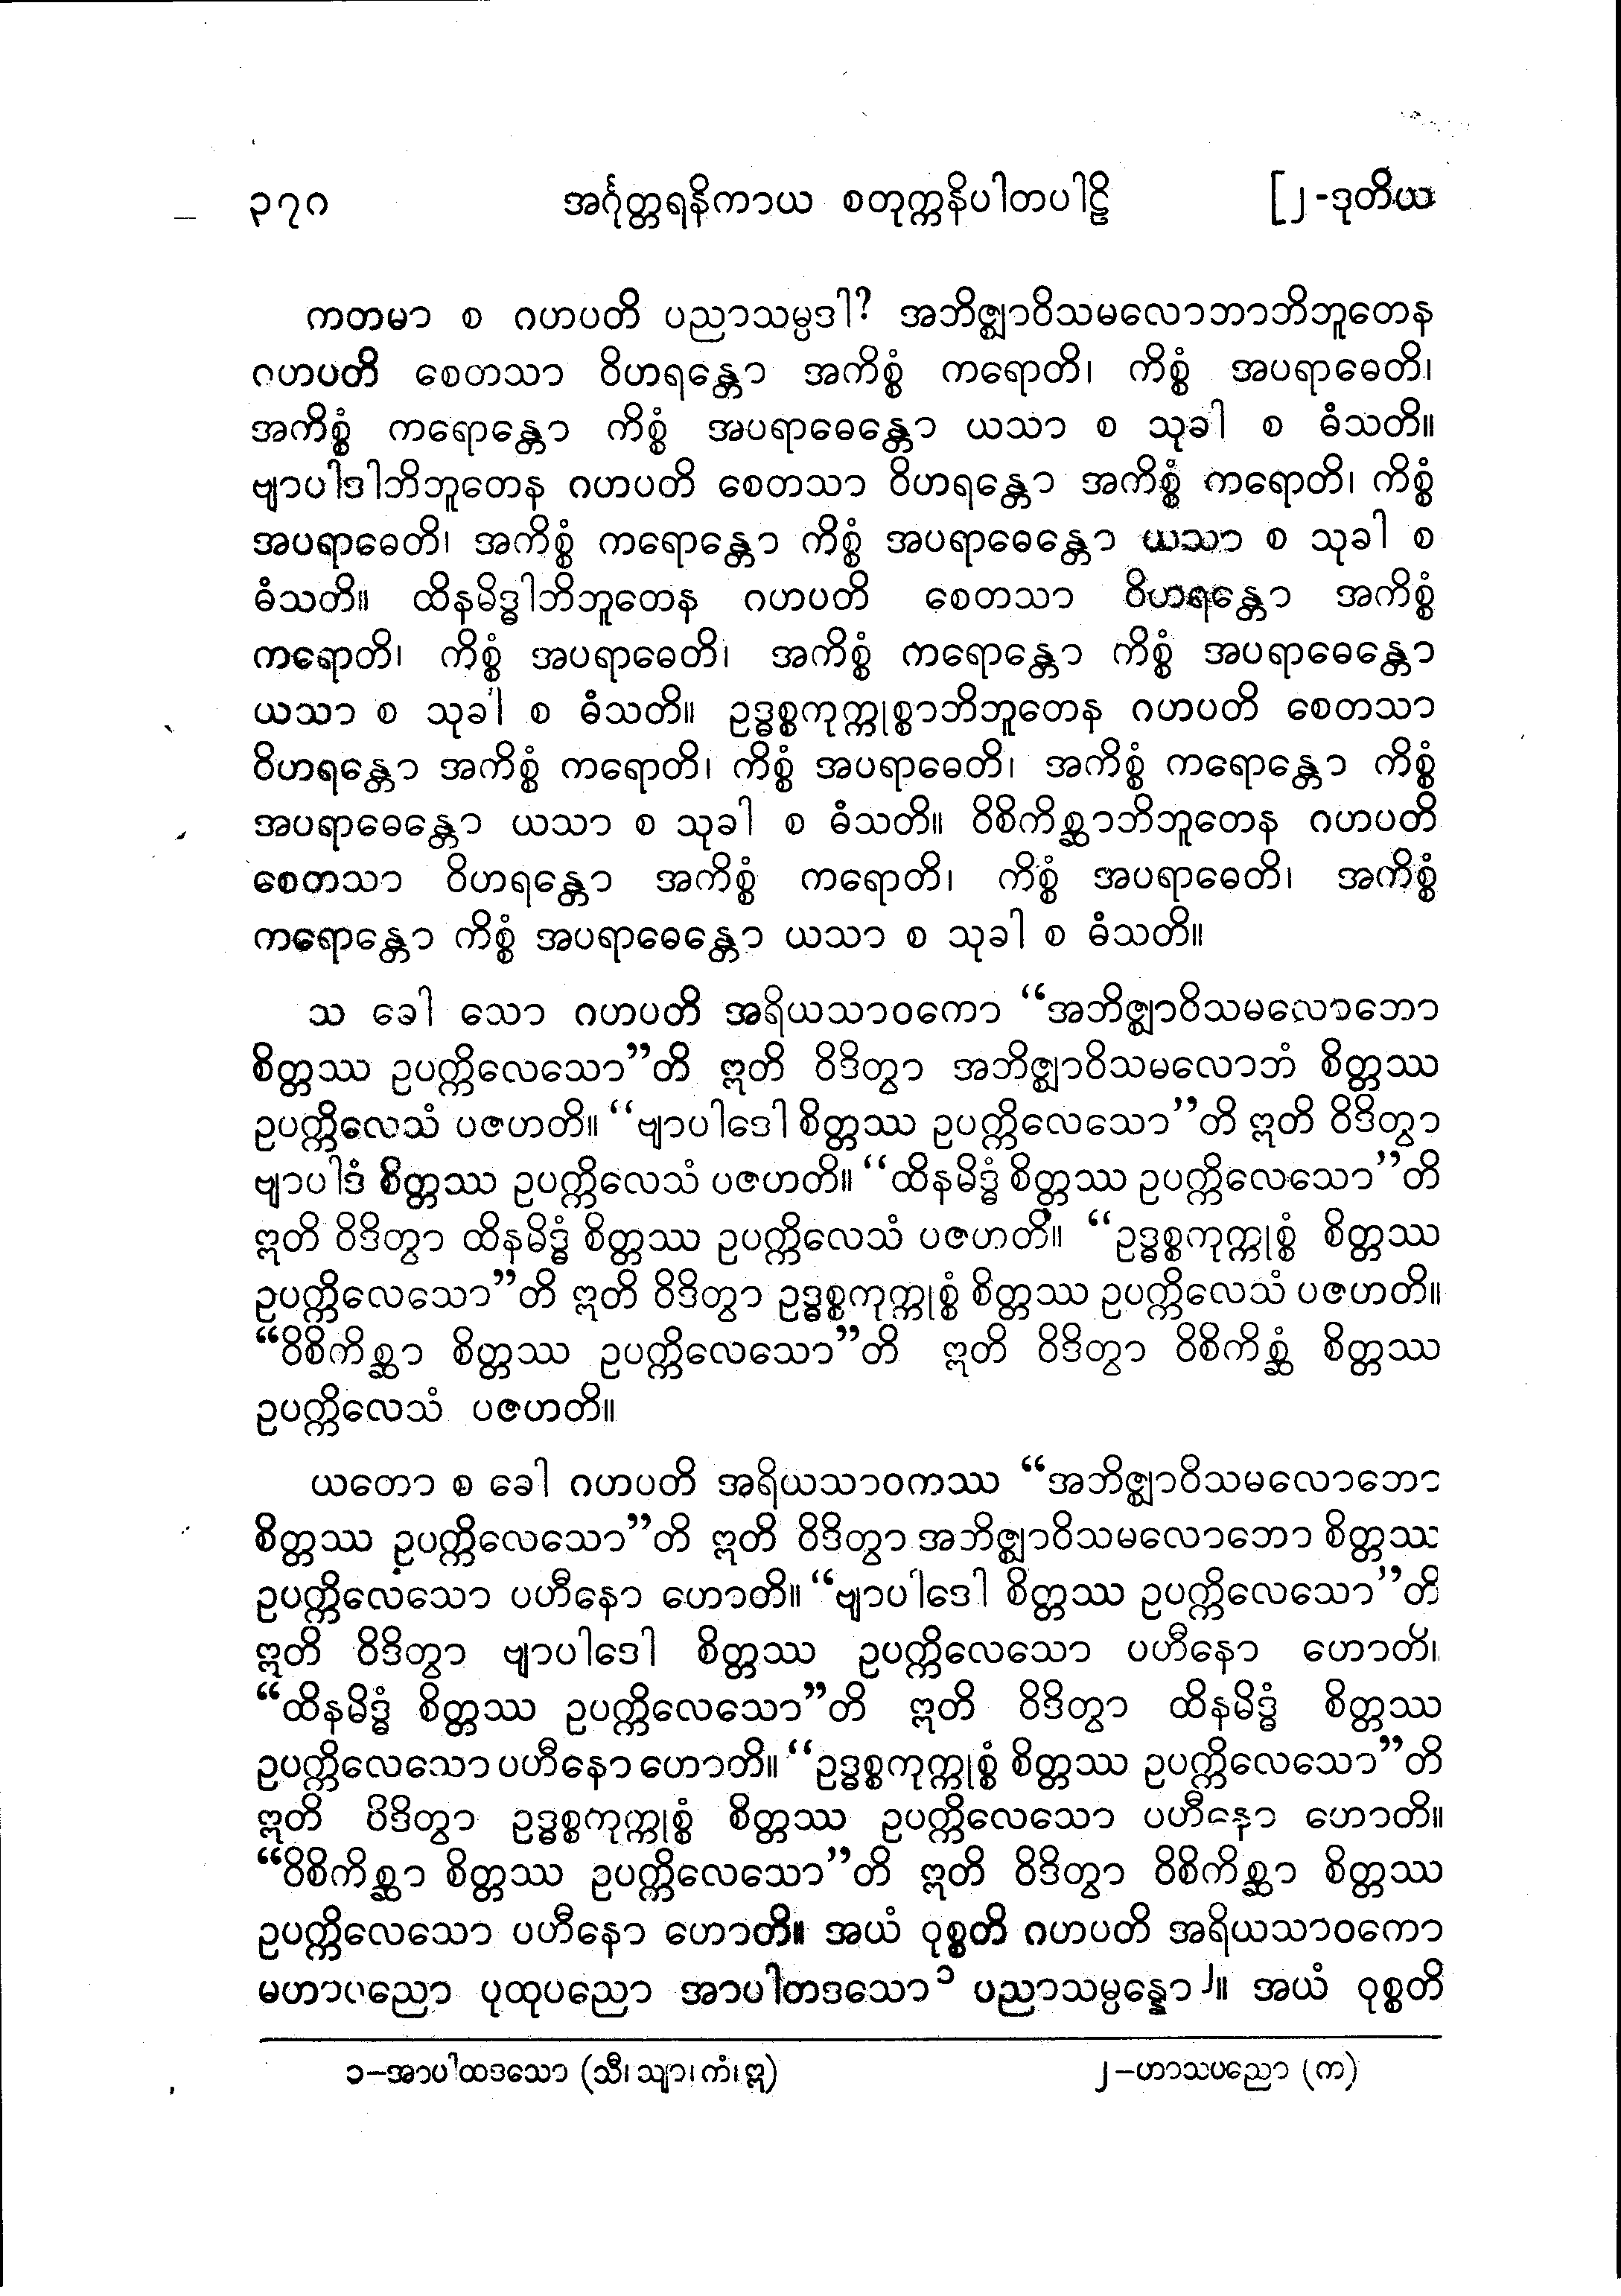 ၃၇၀ အင်္ဂုတ္တရနိကာယ စတုက္ကနိပါတပါဠိ [၂-ဒုတိယ
ကတမာ စ ဂဟပတိ ပညာသမ္ပဒါ? အဘိဇ္ဈာဝိသမလောဘာဘိဘူတေန
ဂဟပတိ စေတသာ ဝိဟရန္တော အကိစ္စံ ကရောတိ၊ ကိစ္စံ အပရာဓေတိ၊
အကိစ္စံ ကရောန္တော ကိစ္စံ အပရာဓေန္တော ယသာ စ သုခါ စ ဓံသတိ။
ဗျာပါဒါဘိဘူတေန ဂဟပတိ စေတသာ ဝိဟရန္တော အကိစ္စံ ကရောတိ၊ ကိစ္စံ
အပရာဓေတိ၊ အကိစ္စံ ကရောန္တော ကိစ္စံ အပရာဓေန္တော ယသာ စ သုခါ စ
ဓံသတိ။ ထိနမိဒ္ဓါဘိဘူတေန ဂဟပတိ စေတသာ ဝိဟရန္တော အကိစ္စံ
ကရောတိ၊ ကိစ္စံ အပရာဓေတိ၊ အကိစ္စံ ကရောန္တော ကိစ္စံ အပရာဓေန္တော
ယသာ စ သုခါ စ ဓံသတိ။ ဥဒ္ဓစ္စကုက္ကုစ္စာဘိဘူတေန ဂဟပတိ စေတသာ
ဝိဟရန္တော အကိစ္စံ ကရောတိ၊ ကိစ္စံ အပရာဓေတိ၊ အကိစ္စံ ကရောန္တော ကိစ္စံ
အပရာဓေန္တော ယသာ စ သုခါ စ ဓံသတိ။ ဝိစိကိစ္ဆာဘိဘူတေန ဂဟပတိ
စေတသာ ဝိဟရန္တော အကိစ္စံ ကရောတိ၊ ကိစ္စံ အပရာဓေတိ၊ အကိစ္စံ
ကရောန္တော ကိစ္စံ အပရာဓေန္တော ယသာ စ သုခါ စ ဓံသတိ။
သ ခေါ သော ဂဟပတိ အရိယသာဝကော “အဘိဇ္ဈာဝိသမလောဘော
စိတ္တဿ ဥပက္ကိလေသော”တိ ဣတိ ဝိဒိတွာ အဘိဇ္ဈာဝိသမလောဘံ စိတ္တဿ
ဥပက္ကိလေသံ ပဇဟတိ။ “ဗျာပါဒေါ စိတ္တဿ ဥပက္ကိလေသော”တိ ဣတိ ဝိဒိတွာ
ဗျာပါဒံ စိတ္တဿ ဥပက္ကိလေသံ ပဇဟတိ။ “ထိနမိဒ္ဓံ စိတ္တဿ ဥပက္ကိလေသော”တိ
ဣတိ ဝိဒိတွာ ထိနမိဒ္ဓံ စိတ္တဿ ဥပက္ကိလေသံ ပဇဟတိ။ “ဥဒ္ဓစ္စကုက္ကုစ္စံ စိတ္တဿ
ဥပက္ကိလေသော”တိ ဣတိ ဝိဒိတွာ ဥဒ္ဓစ္စကုက္ကုစ္စံ စိတ္တဿ ဥပက္ကိလေသံ ပဇဟတိ။
“ဝိစိကိစ္ဆာ စိတ္တဿ ဥပက္ကိလေသော”တိ ဣတိ ဝိဒိတွာ ဝိစိကိစ္ဆံ စိတ္တဿ
ဥပက္ကိလေသံ ပဇဟတိ။
ယတော စ ခေါ ဂဟပတိ အရိယသာဝကဿ “အဘိဇ္ဈာဝိသမလောဘော
စိတ္တဿ ဥပက္ကိလေသော”တိ ဣတိ ဝိဒိတွာ အဘိဇ္ဈာဝိသမလောဘော စိတ္တဿ
ဥပက္ကိလေသော ပဟီနော ဟောတိ။ “ဗျာပါဒေါ စိတ္တဿ ဥပက္ကိလေသော”တိ
ဣတိ ဝိဒိတွာ ဗျာပါဒေါ စိတ္တဿ ဥပက္ကိလေသော ပဟီနော ဟောတိ၊
“ထိနမိဒ္ဓံ စိတ္တဿ ဥပက္ကိလေသော”တိ ဣတိ ဝိဒိတွာ ထိနမိဒ္ဓံ စိတ္တဿ
ဥပက္ကိလေသော ပဟီနော ဟောတိ။ “ဥဒ္ဓစ္စကုက္ကုစ္စံ စိတ္တဿ ဥပက္ကိလေသော”တိ
ဣတိ ဝိဒိတွာ ဥဒ္ဓစ္စကုက္ကုစ္စံ စိတ္တဿ ဥပက္ကိလေသော ပဟီနော ဟောတိ။
“ဝိစိကိစ္ဆာ စိတ္တဿ ဥပက္ကိလေသော”တိ ဣတိ ဝိဒိတွာ ဝိစိကိစ္ဆာ စိတ္တဿ
ဥပက္ကိလေသော ပဟီနော ဟောတိ။ အယံ ဝုစ္စတိ ဂဟပတိ အရိယသာဝကော
မဟာပညော ပုထုပညော အာပါတဒသော၁ ပညာသမ္ပန္နော၂။ အယံ ဝုစ္စတိ
၁−အာပါထဒသော (သီ၊ သျာ၊ ကံ၊ ဣ) ၂−ဟာသပညော (က)